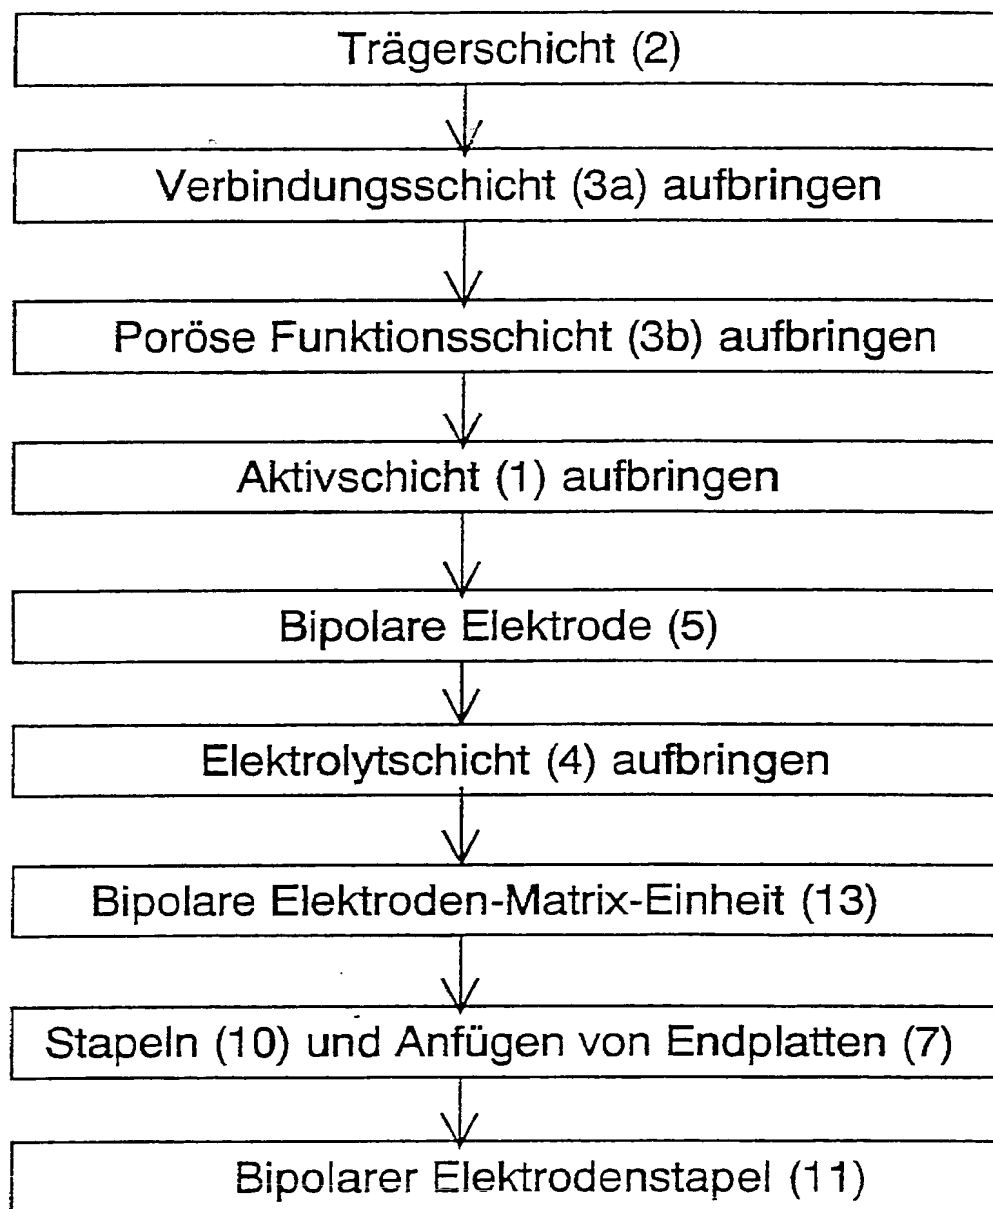 Trägerschicht (2)
Verbindungsschicht (3a) aufbringen
Poröse Funktionsschicht (3b) aufbringen
Aktivschicht (1) aufbringen
Bipolare Elektrode (5)
Elektrolytschicht (4) aufbringen
Bipolare Elektroden-Matrix-Einheit (13)
Stapeln (10) und Anfügen von Endplatten (7)
Bipolarer Elektrodenstapel (11)